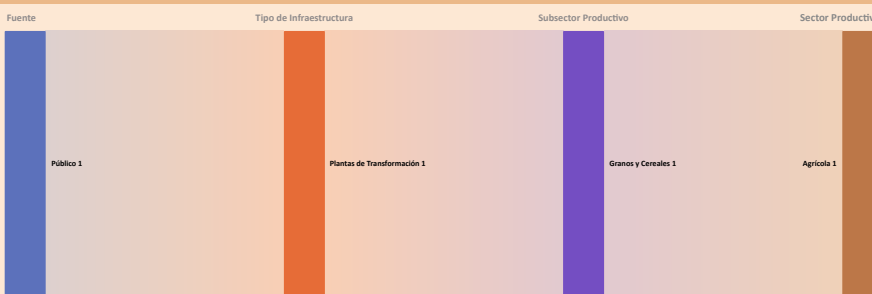 Fuente
Tipo de Infraestructura
Subsector Productivo
Sector Productiv
Público 1
Plantas de Transformación 1
Granos y Cereales 1
Agrícola 1